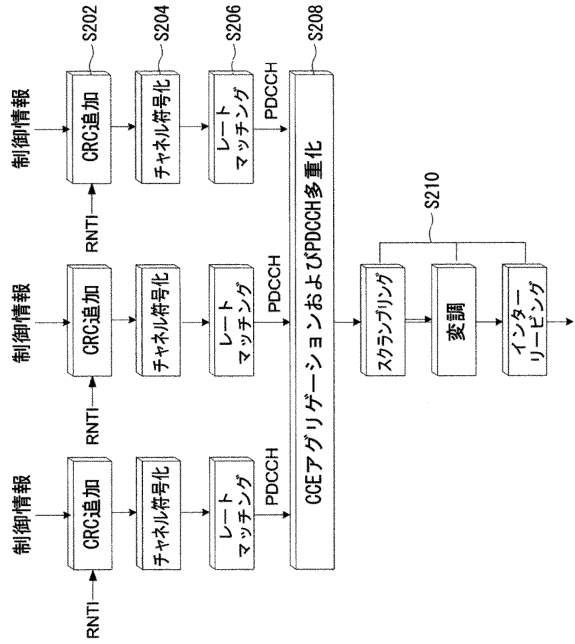 制御情報
制御情報
制御情報
RNTI
CRC追加
RNTI
CRC追加
RNTI
CRC追加
S202
チャネル符号化
チャネル符号化
チャネル符号化
S204
レート
マッチング
レート
マッチング
レート
マッチング
S206
PDCCH
PDCCH
PDCCH
CCEアグリゲーションおよびPDCCH多重化
S208
スクランブリング
変調
インター
リービング
S210